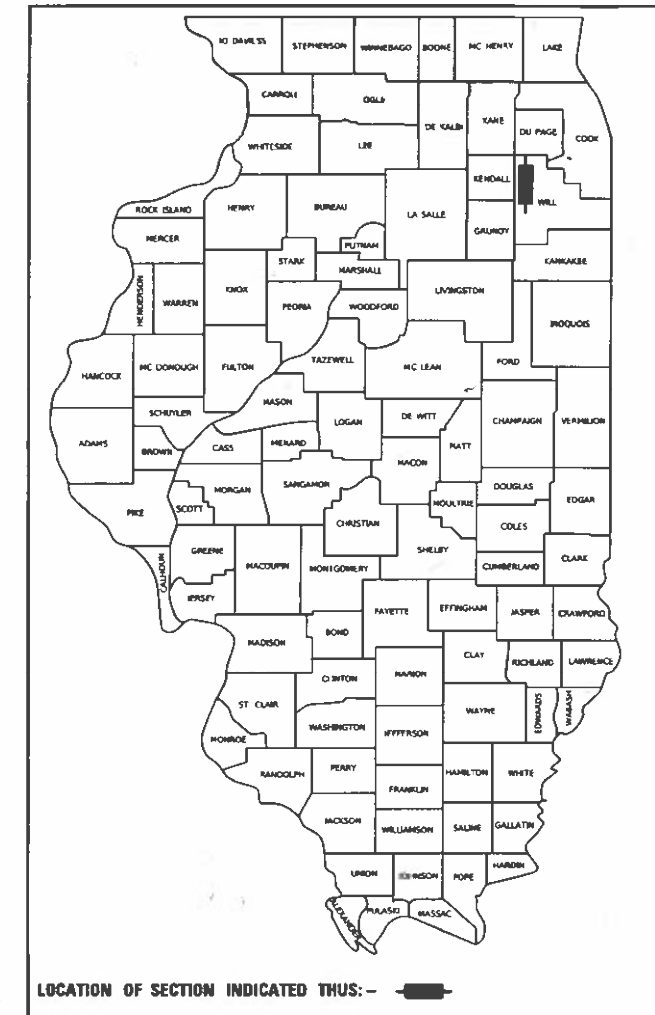 JO DAVIESS STEPHENSON WINNEBAGO BOONE MC HENRY LAKE
CARROLL OGLE DE KALB KANE DU PAGE COOK
WHITESIDE LEE KENDALL WILL
ROCK ISLAND HENRY BUREAU LA SALLE GRUNDY
MERCER PUTNAM KANKAKEE
STARK MARSHALL
HENDERSON WARREN KNOX PEORIA WOODFORD LIVINGSTON IROQUOIS
HANCOCK MC DONOUGH FULTON TAZEWELL MC LEAN FORD
MASON
SCHUYLER LOGAN DE WITT CHAMPAIGN VERMILION
ADAMS BROWN CASS MENARD PIATT
MACON
PIKE SCOTT MORGAN SANGAMON MOULTRIE DOUGLAS EDGAR
CHRISTIAN COLES
CALHOUN GREENE MACOUPIN MONTGOMERY SHELBY CUMBERLAND CLARK
JERSEY FAYETTE EFFINGHAM JASPER CRAWFORD
MADISON BOND
CLAY RICHLAND LAWRENCE
CLINTON MARION
ST CLAIR WAYNE EDWARDS WABASH
WASHINGTON JEFFERSON
MONROE
RANDOLPH PERRY HAMILTON WHITE
FRANKLIN
JACKSON WILLIAMSON SALINE GALLATIN
UNION JOHNSON POPE HARDIN
ALEXANDER PULASKI MASSAC
LOCATION OF SECTION INDICATED THUS:-